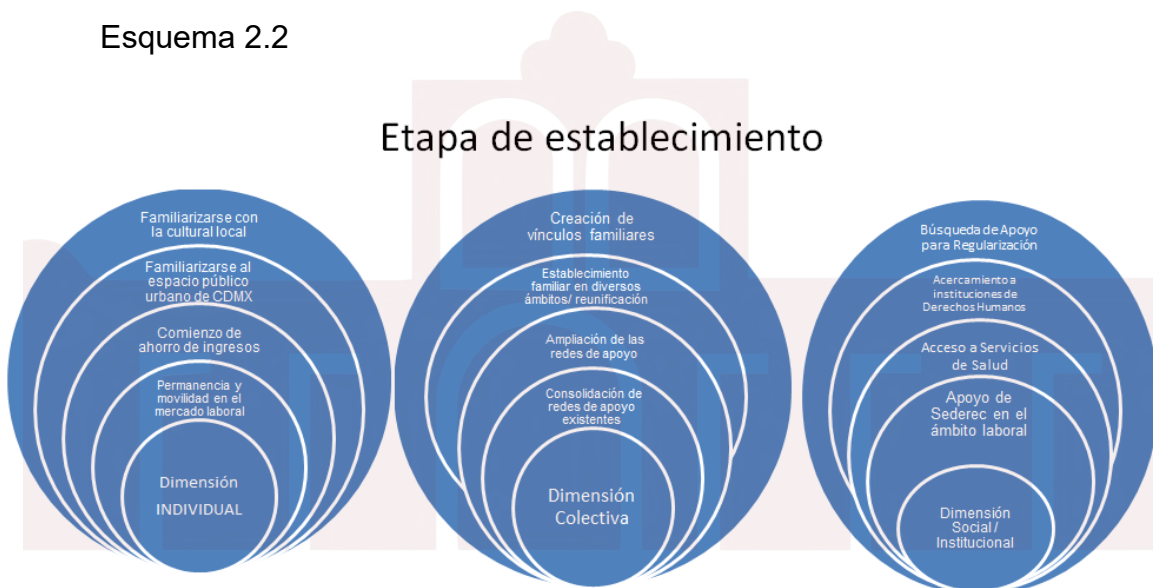 Esquema 2.2
Etapa de establecimiento
Familiarizarse con
la cultural local
Familiarizarse al
espacio público
urbano de CDMX
Comienzo de
ahorro de ingresos
Permanencia y
movilidad en el
mercado laboral
Dimensión
INDIVIDUAL
Creación de
vínculos familiares
Establecimiento
familiar en diversos
ámbitos/ reunificación
Ampliación de las
redes de apoyo
Consolidación de
redes de apoyo
existentes
Dimensión
Colectiva
Búsqueda de Apoyo
para Regularización
Acercamiento a
instituciones de
Derechos Humanos
Acceso a Servicios
de Salud
Apoyo de
Sederec en el
ámbito laboral
Dimensión
Social /
Institucional